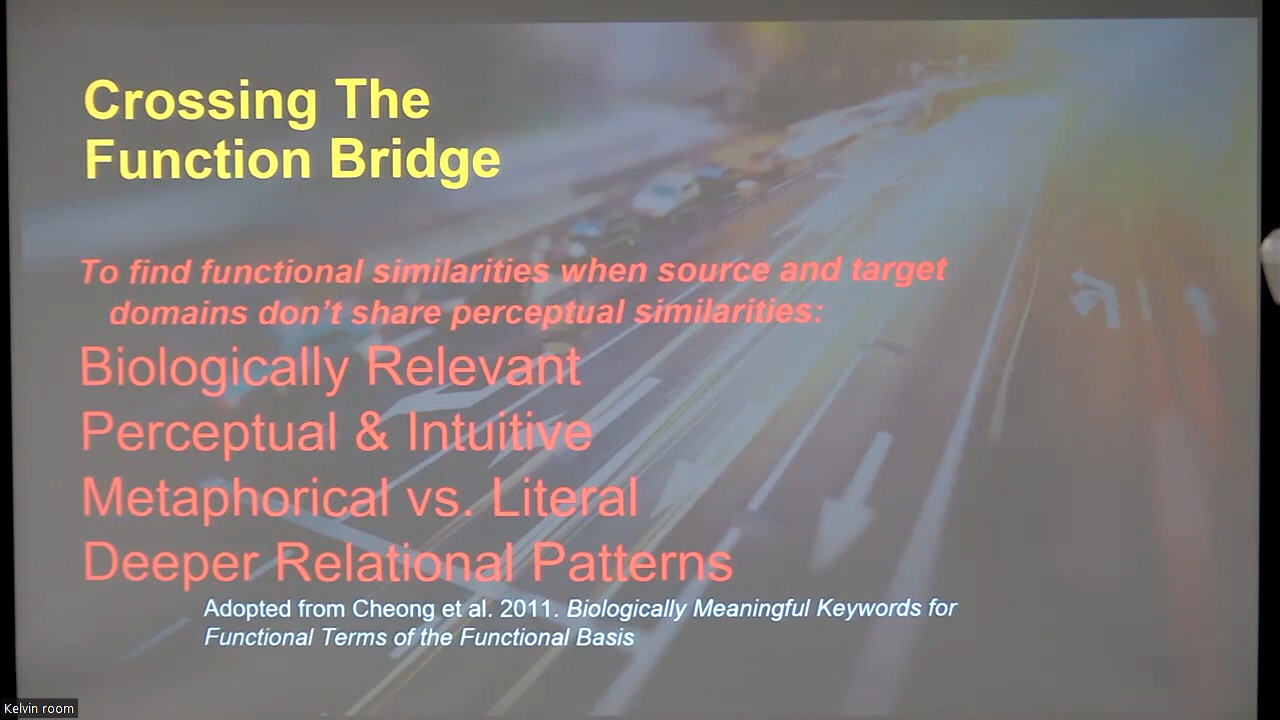 Crossing The
Function Bridge
To find functional similarities when source and target
domains don’t share perceptual similarities:
Biologically Relevant
Perceptual & Intuitive
Metaphorical vs. Literal
Deeper Relational Patterns
Adopted from Cheong et al. 2011. Biologically Meaningful Keywords for
Functional Terms of the Functional Basis
Kelvin room